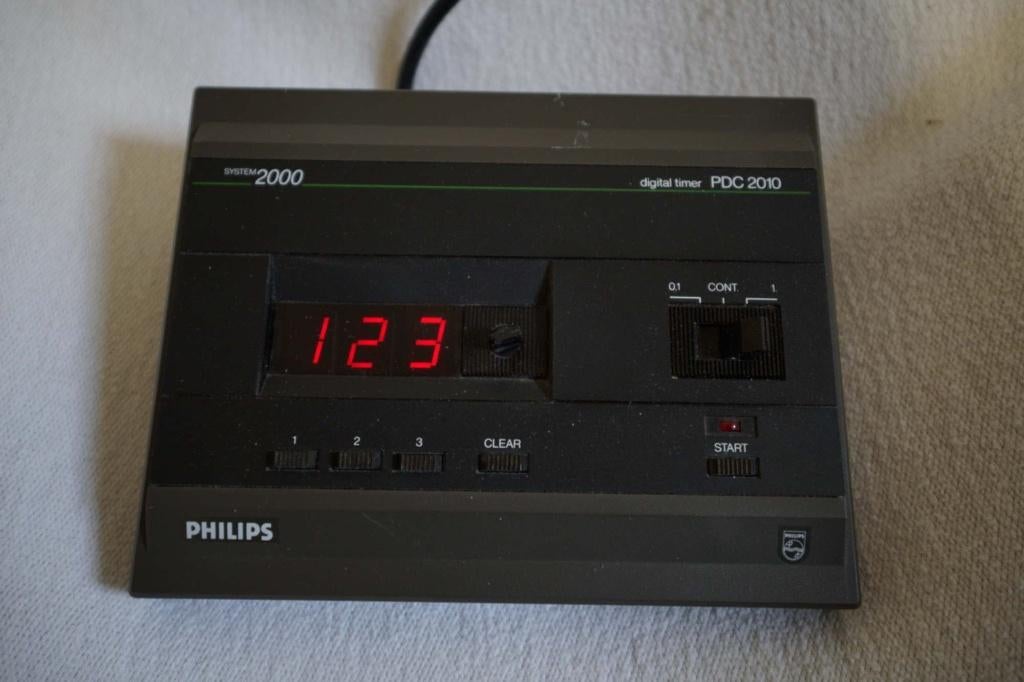 SYSTEM 2000
digital timer PDC 2010
0.1 CONT. 1.
123
1 2 3 CLEAR
START
PHILIPS
PHILIPS